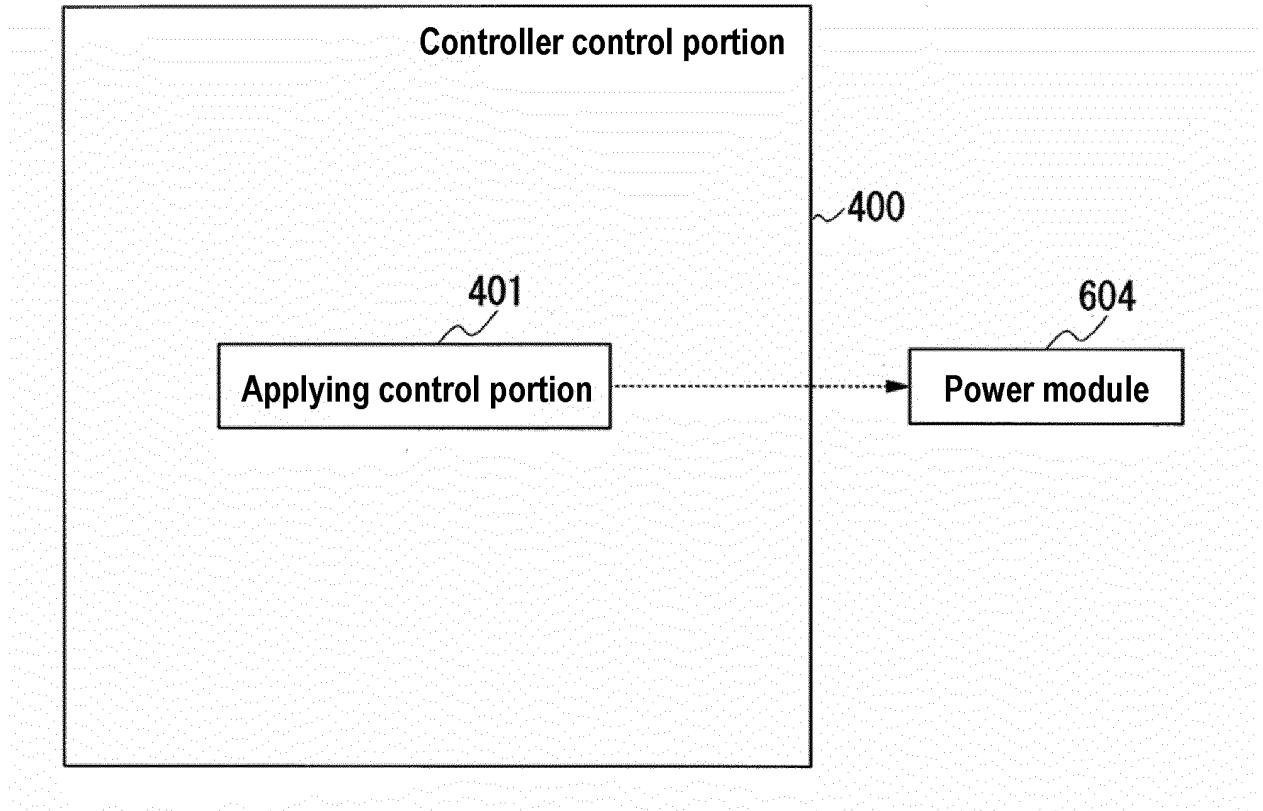 Controller control portion
400
401
604
Applying control portion
Power module